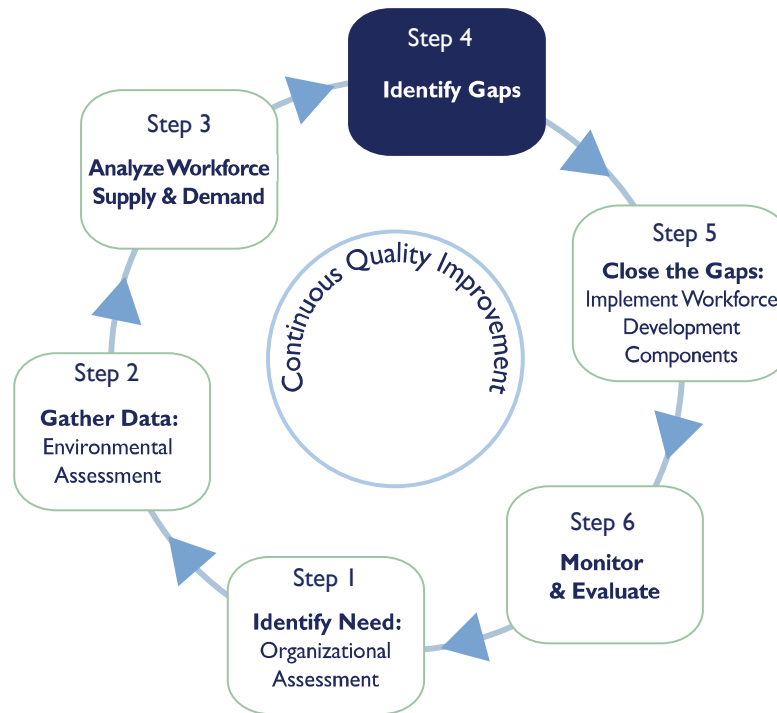 Step 4
Identify Gaps
Step 3
Analyze Workforce
Supply & Demand
Step 5
Close the Gaps:
Implement Workforce
Development
Components
Continuous Quality Improvement
Step 2
Gather Data:
Environmental
Assessment
Step 6
Monitor
& Evaluate
Step 1
Identify Need:
Organizational
Assessment